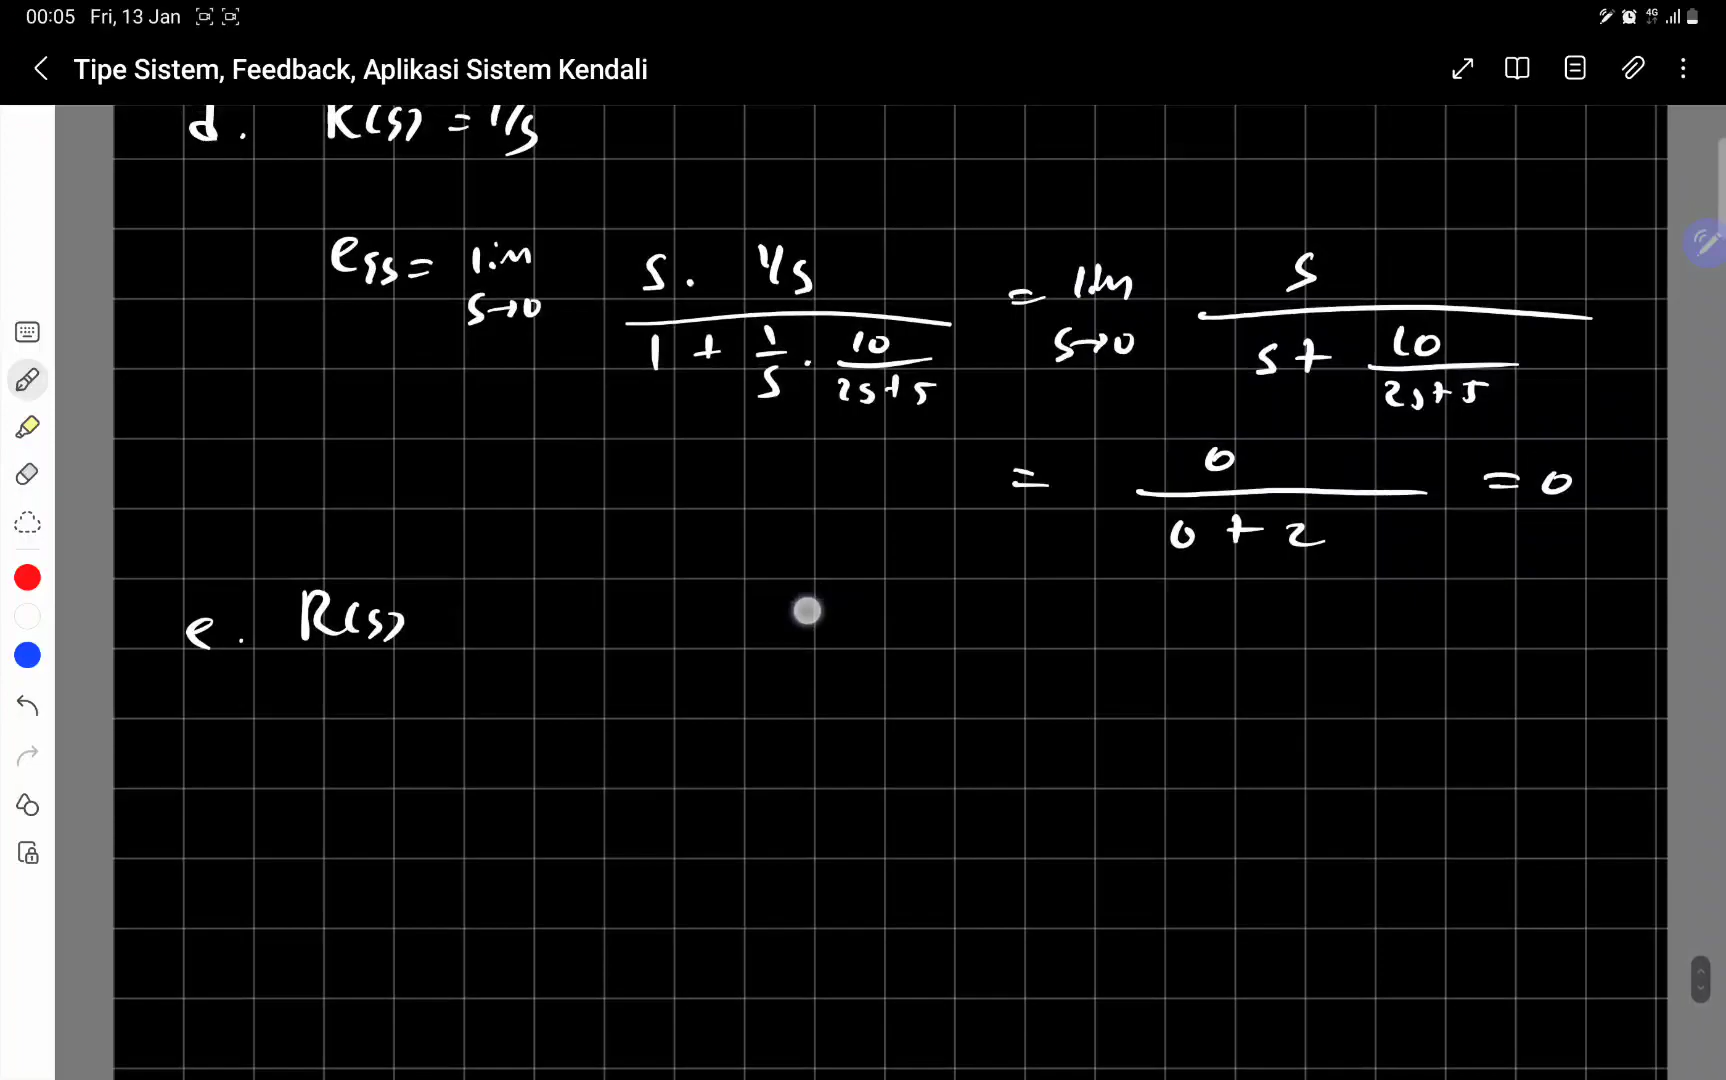 00:05 Fri, 13 Jan 4G
Tipe Sistem, Feedback, Aplikasi Sistem Kendali
d. R(s) = 1/s
ess = lim s→0 (s . 1/s) / (1 + 1/s . 10/(2s+5)) = lim s→0 s / (s + 10/(2s+5))
= 0 / (0 + 2) = 0
e. R(s)